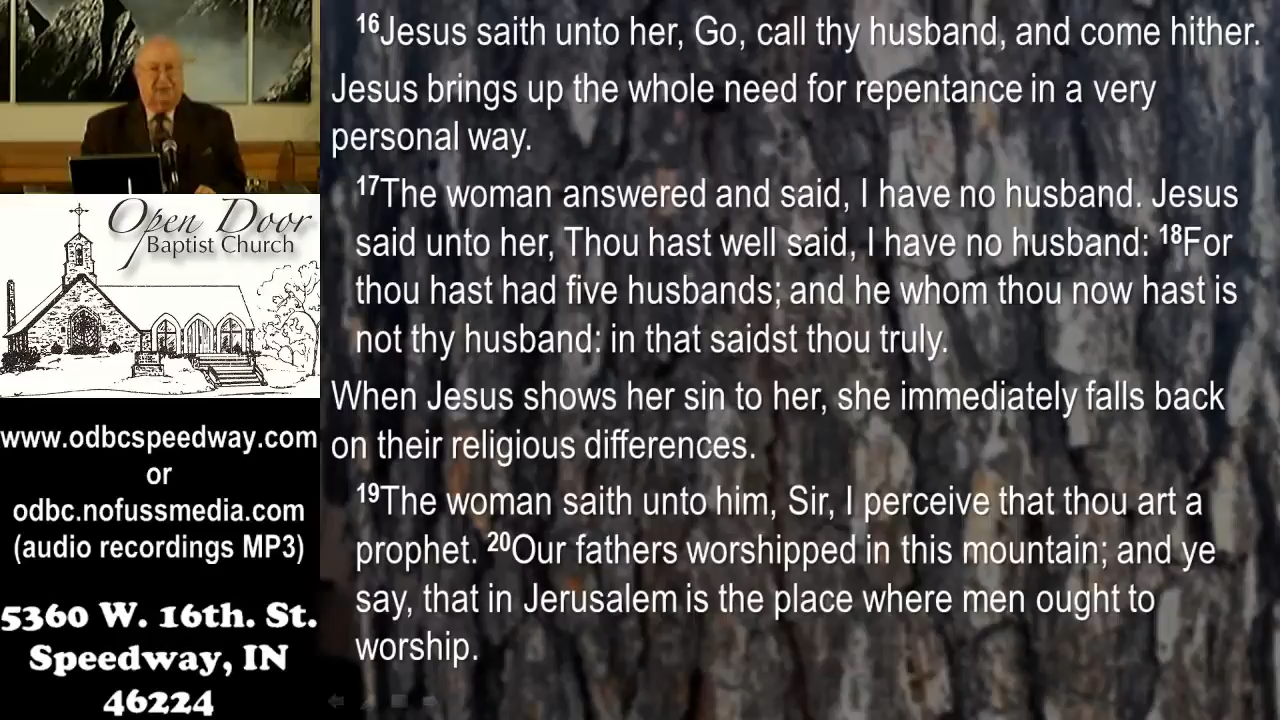 Open Door
Baptist Church
www.odbcspeedway.com
or
odbc.nofussmedia.com
(audio recordings MP3)
5360 W. 16th. St.
Speedway, IN
46224
16Jesus saith unto her, Go, call thy husband, and come hither.
Jesus brings up the whole need for repentance in a very
personal way.
17The woman answered and said, I have no husband. Jesus
said unto her, Thou hast well said, I have no husband: 18For
thou hast had five husbands; and he whom thou now hast is
not thy husband: in that saidst thou truly.
When Jesus shows her sin to her, she immediately falls back
on their religious differences.
19The woman saith unto him, Sir, I perceive that thou art a
prophet. 20Our fathers worshipped in this mountain; and ye
say, that in Jerusalem is the place where men ought to
worship.